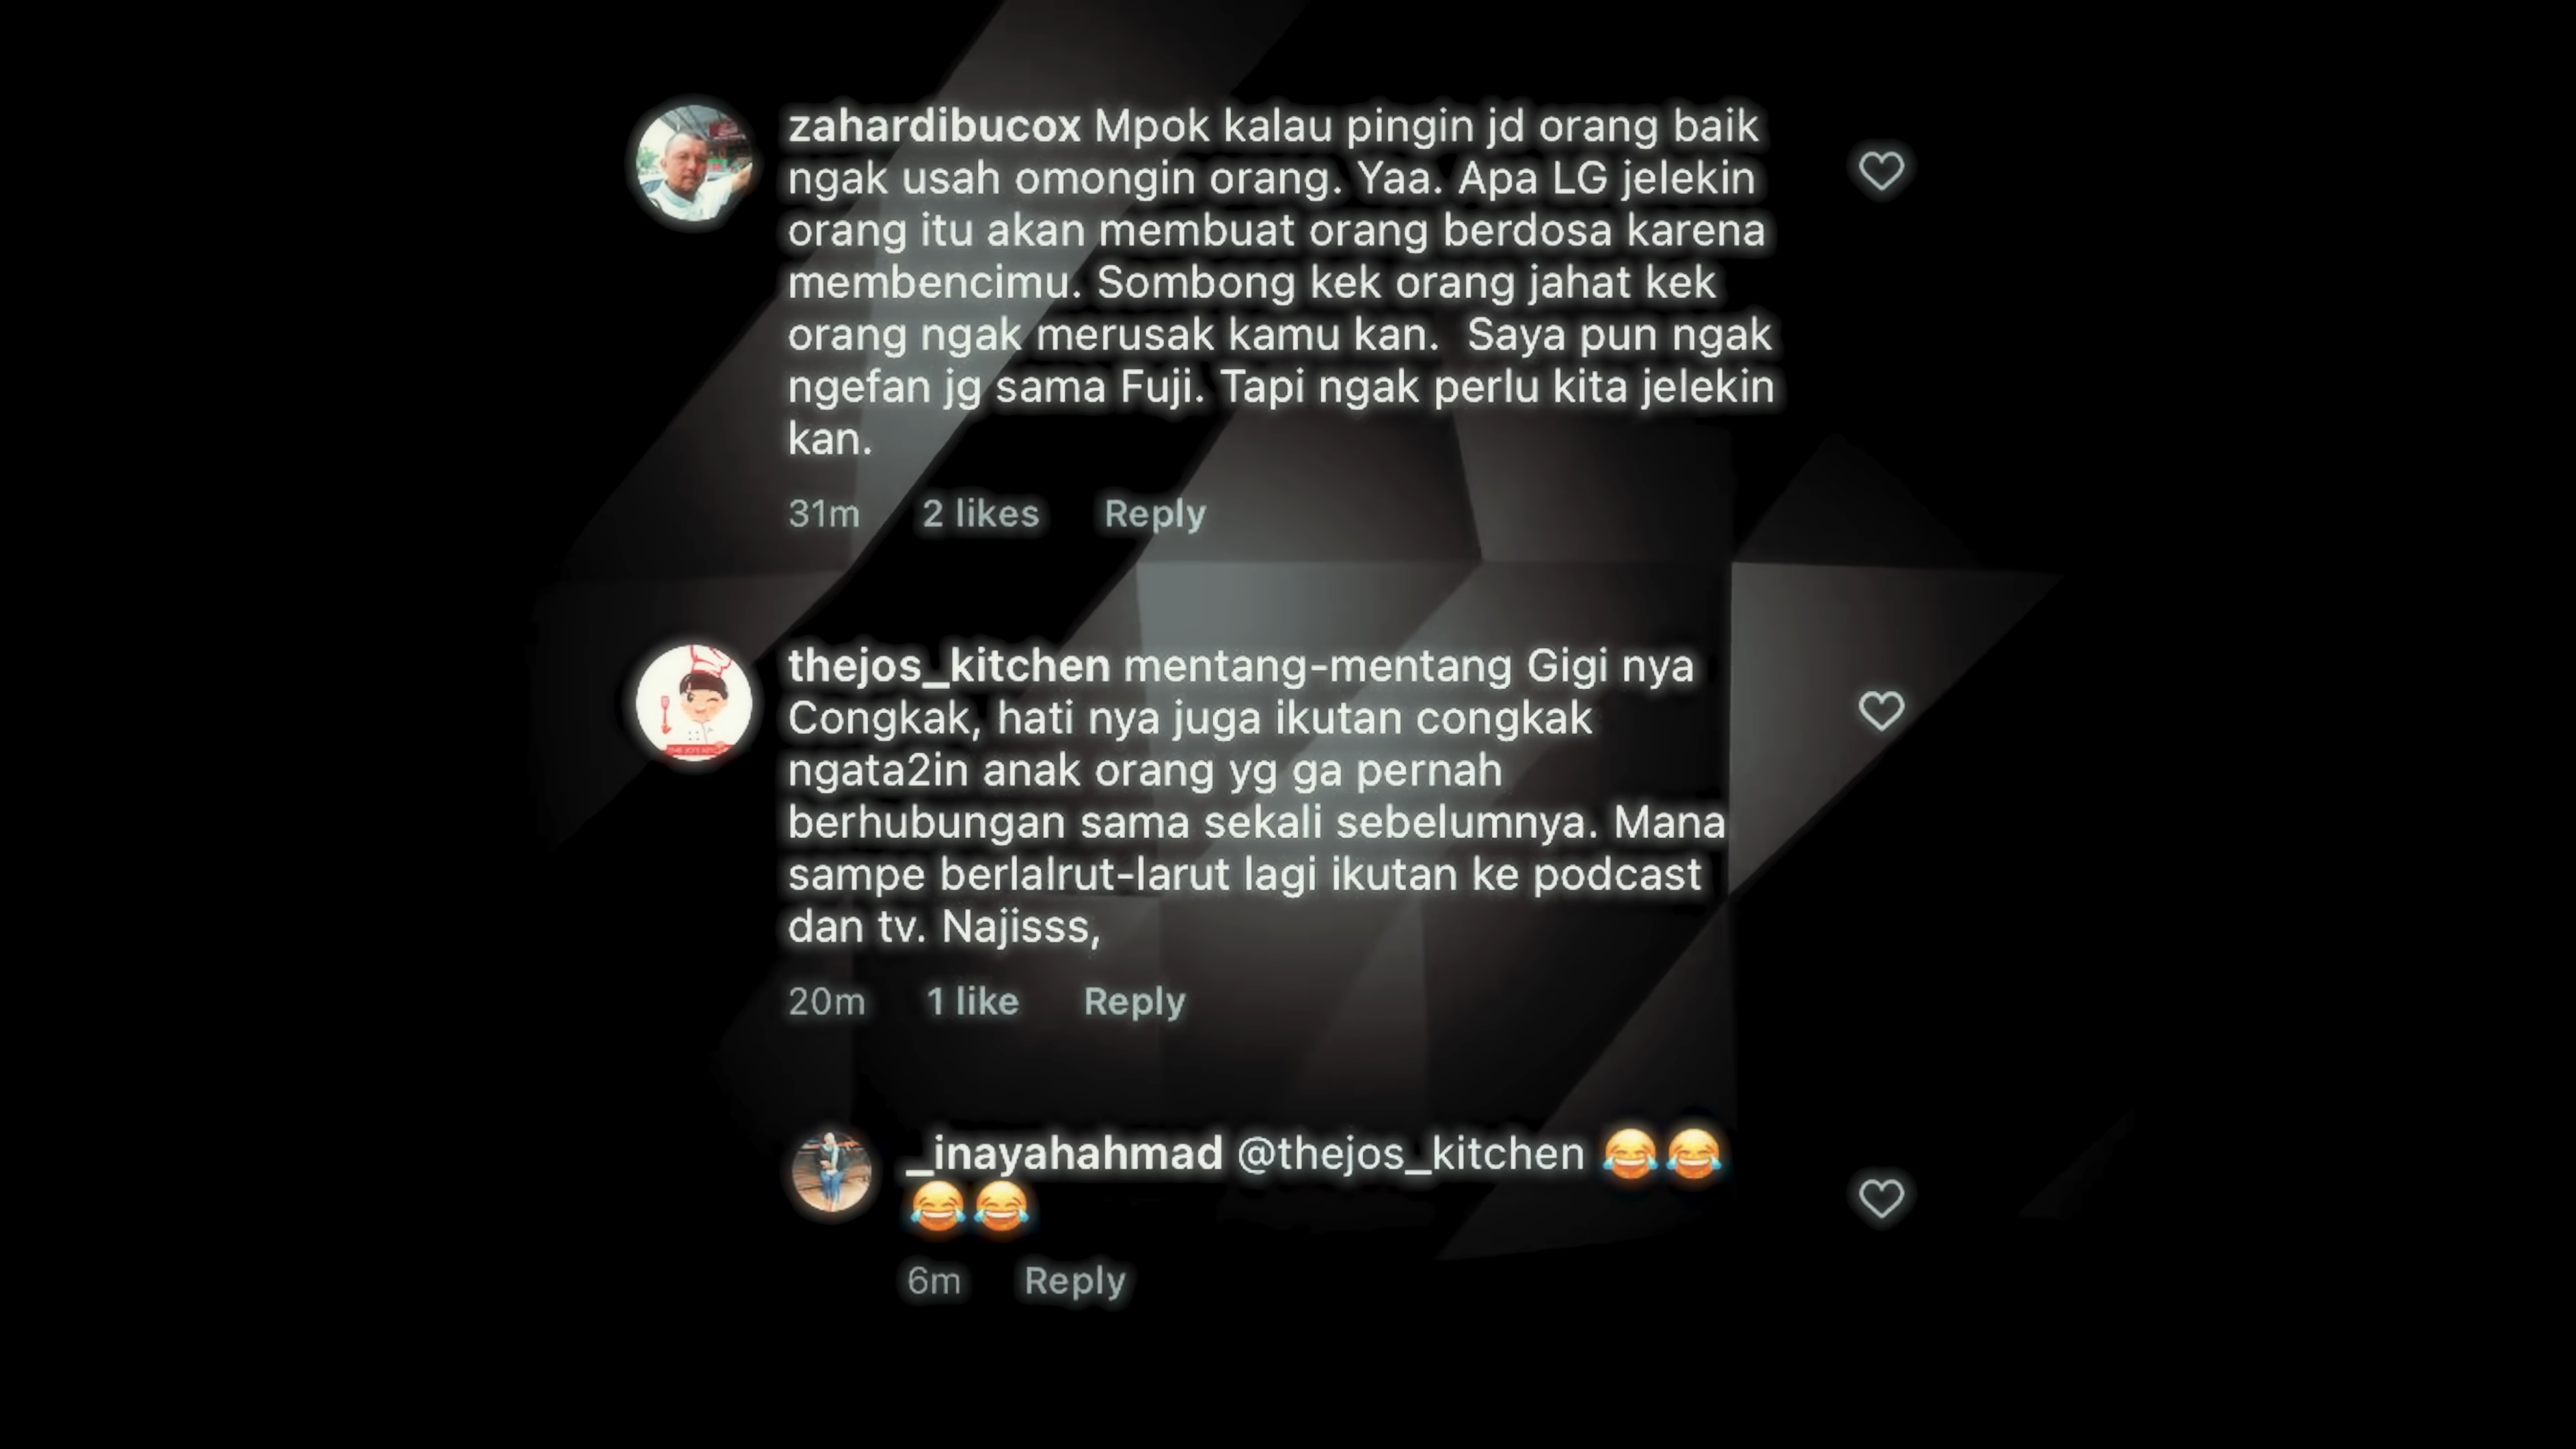 zahardibucox Mpok kalau pingin jd orang baik
ngak usah omongin orang. Yaa. Apa LG jelekin
orang itu akan membuat orang berdosa karena
membencimu. Sombong kek orang jahat kek
orang ngak merusak kamu kan.  Saya pun ngak
ngefan jg sama Fuji. Tapi ngak perlu kita jelekin
kan.
31m 2 likes Reply
thejos_kitchen mentang-mentang Gigi nya
Congkak, hati nya juga ikutan congkak
ngata2in anak orang yg ga pernah
berhubungan sama sekali sebelumnya. Mana
sampe berlalrut-larut lagi ikutan ke podcast
dan tv. Najisss,
20m 1 like Reply
_inayahahmad @thejos_kitchen 😂😂
😂😂
6m Reply